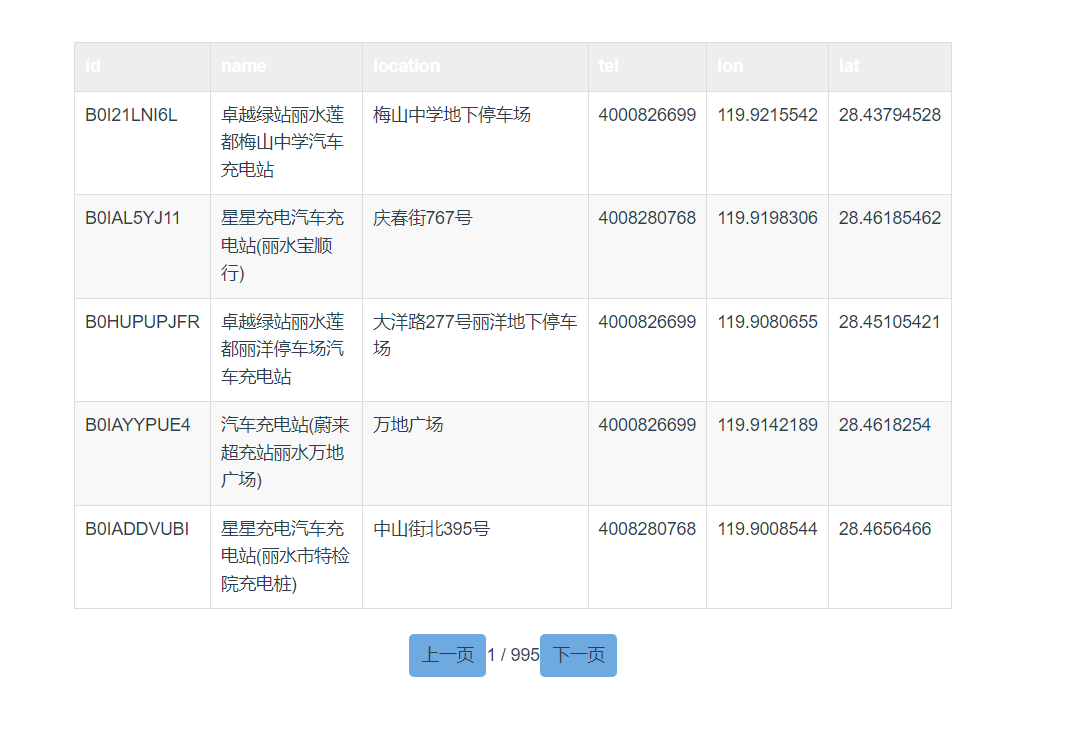 id name location tel lon lat
B0I21LNI6L 卓越绿站丽水莲 梅山中学地下停车场 4000826699 119.9215542 28.43794528
都梅山中学汽车
充电站
B0IAL5YJ11 星星充电汽车充 庆春街767号 4008280768 119.9198306 28.46185462
电站(丽水宝顺
行)
B0HUPUPJFR 卓越绿站丽水莲 大洋路277号丽洋地下停车 4000826699 119.9080655 28.45105421
都丽洋停车场汽 场
车充电站
B0IAYYPUE4 汽车充电站(蔚来 万地广场 4000826699 119.9142189 28.4618254
超充站丽水万地
广场)
B0IADDVUBI 星星充电汽车充 中山街北395号 4008280768 119.9008544 28.4656466
电站(丽水市特检
院充电桩)
上一页 1 / 995 下一页